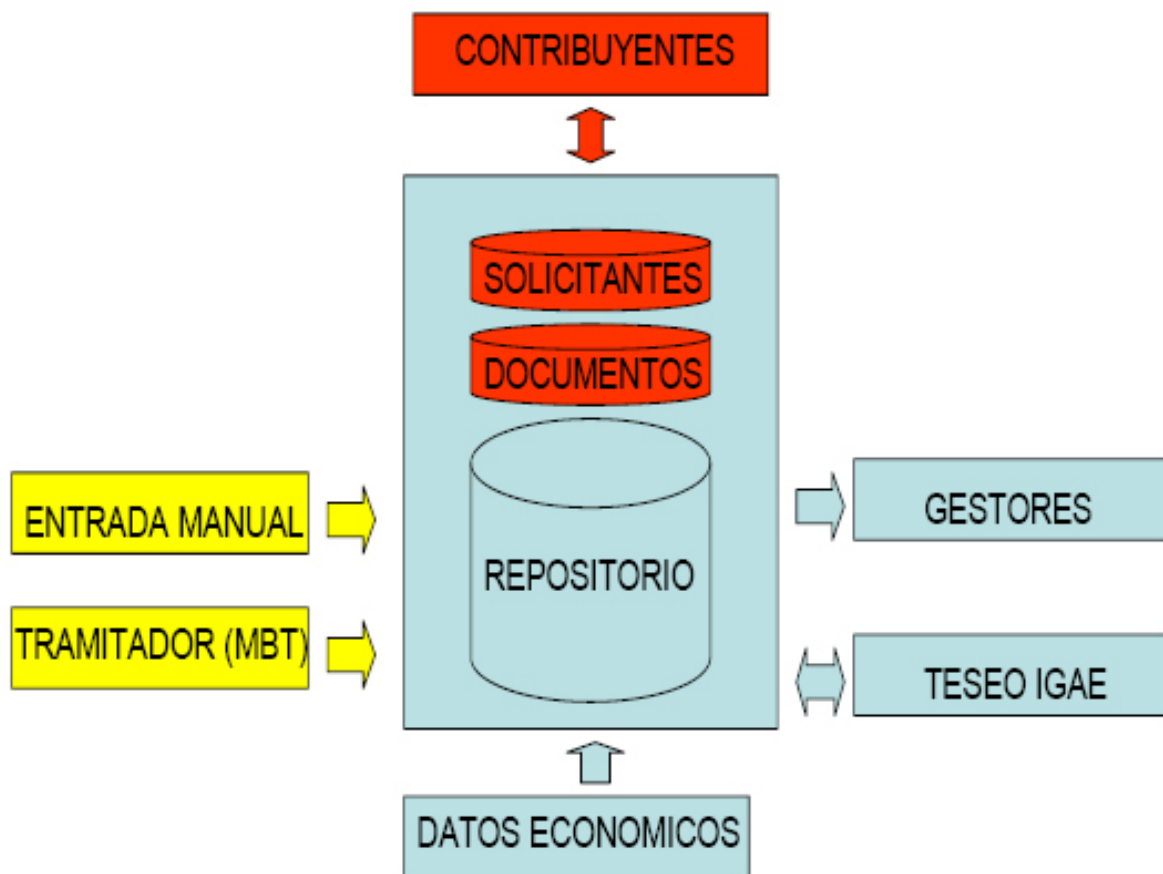 CONTRIBUYENTES
SOLICITANTES
DOCUMENTOS
REPOSITORIO
ENTRADA MANUAL
TRAMITADOR (MBT)
GESTORES
TESEO IGAE
DATOS ECONOMICOS